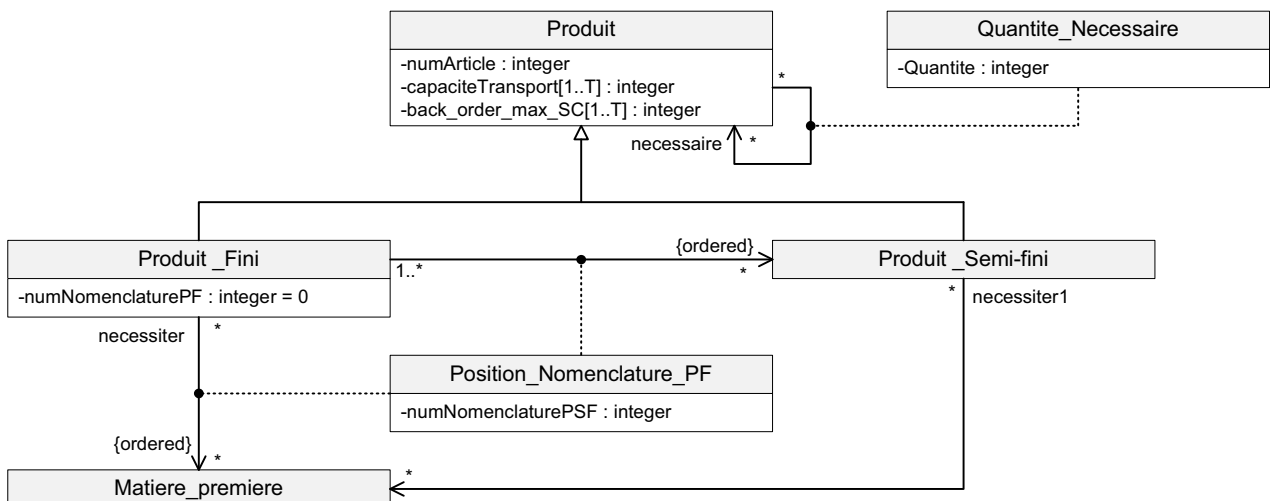 Produit
-numArticle : integer
-capaciteTransport[1..T] : integer
-back_order_max_SC[1..T] : integer
Quantite_Necessaire
-Quantite : integer
*
necessaire
*
Produit _Fini
-numNomenclaturePF : integer = 0
1..*
{ordered}
*
Produit _Semi-fini
necessiter
*
*
necessiter1
Position_Nomenclature_PF
-numNomenclaturePSF : integer
{ordered}
*
*
Matiere_premiere